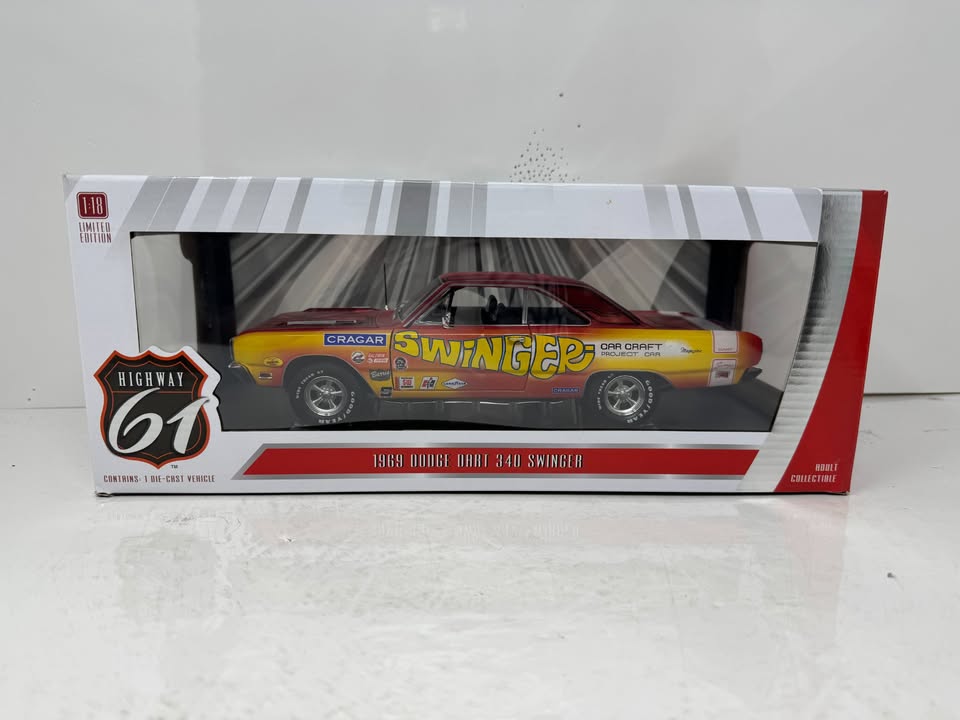 1:18
LIMITED
EDITION
HIGHWAY
61
TM
CONTAINS: 1 DIE-CAST VEHICLE
CRAGAR
SWINGER
CAR CRAFT
PROJECT CAR
CRAGAR
GOODYEAR
GOODYEAR
1969 DODGE DART 340 SWINGER
ADULT
COLLECTIBLE